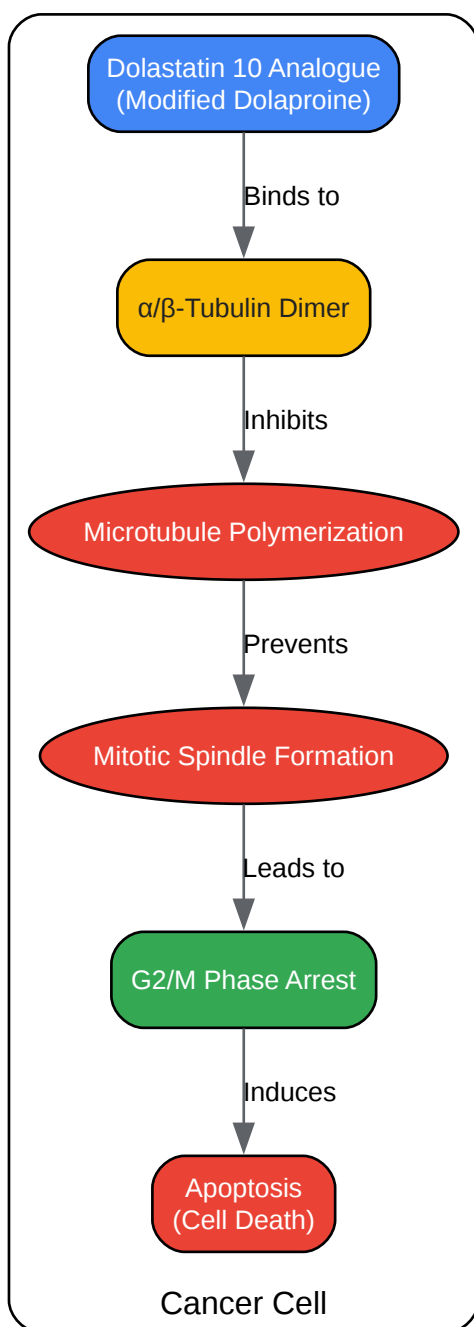 Dolastatin 10 Analogue
(Modified Dolaproine)
Binds to
α/β-Tubulin Dimer
Inhibits
Microtubule Polymerization
Prevents
Mitotic Spindle Formation
Leads to
G2/M Phase Arrest
Induces
Apoptosis
(Cell Death)
Cancer Cell